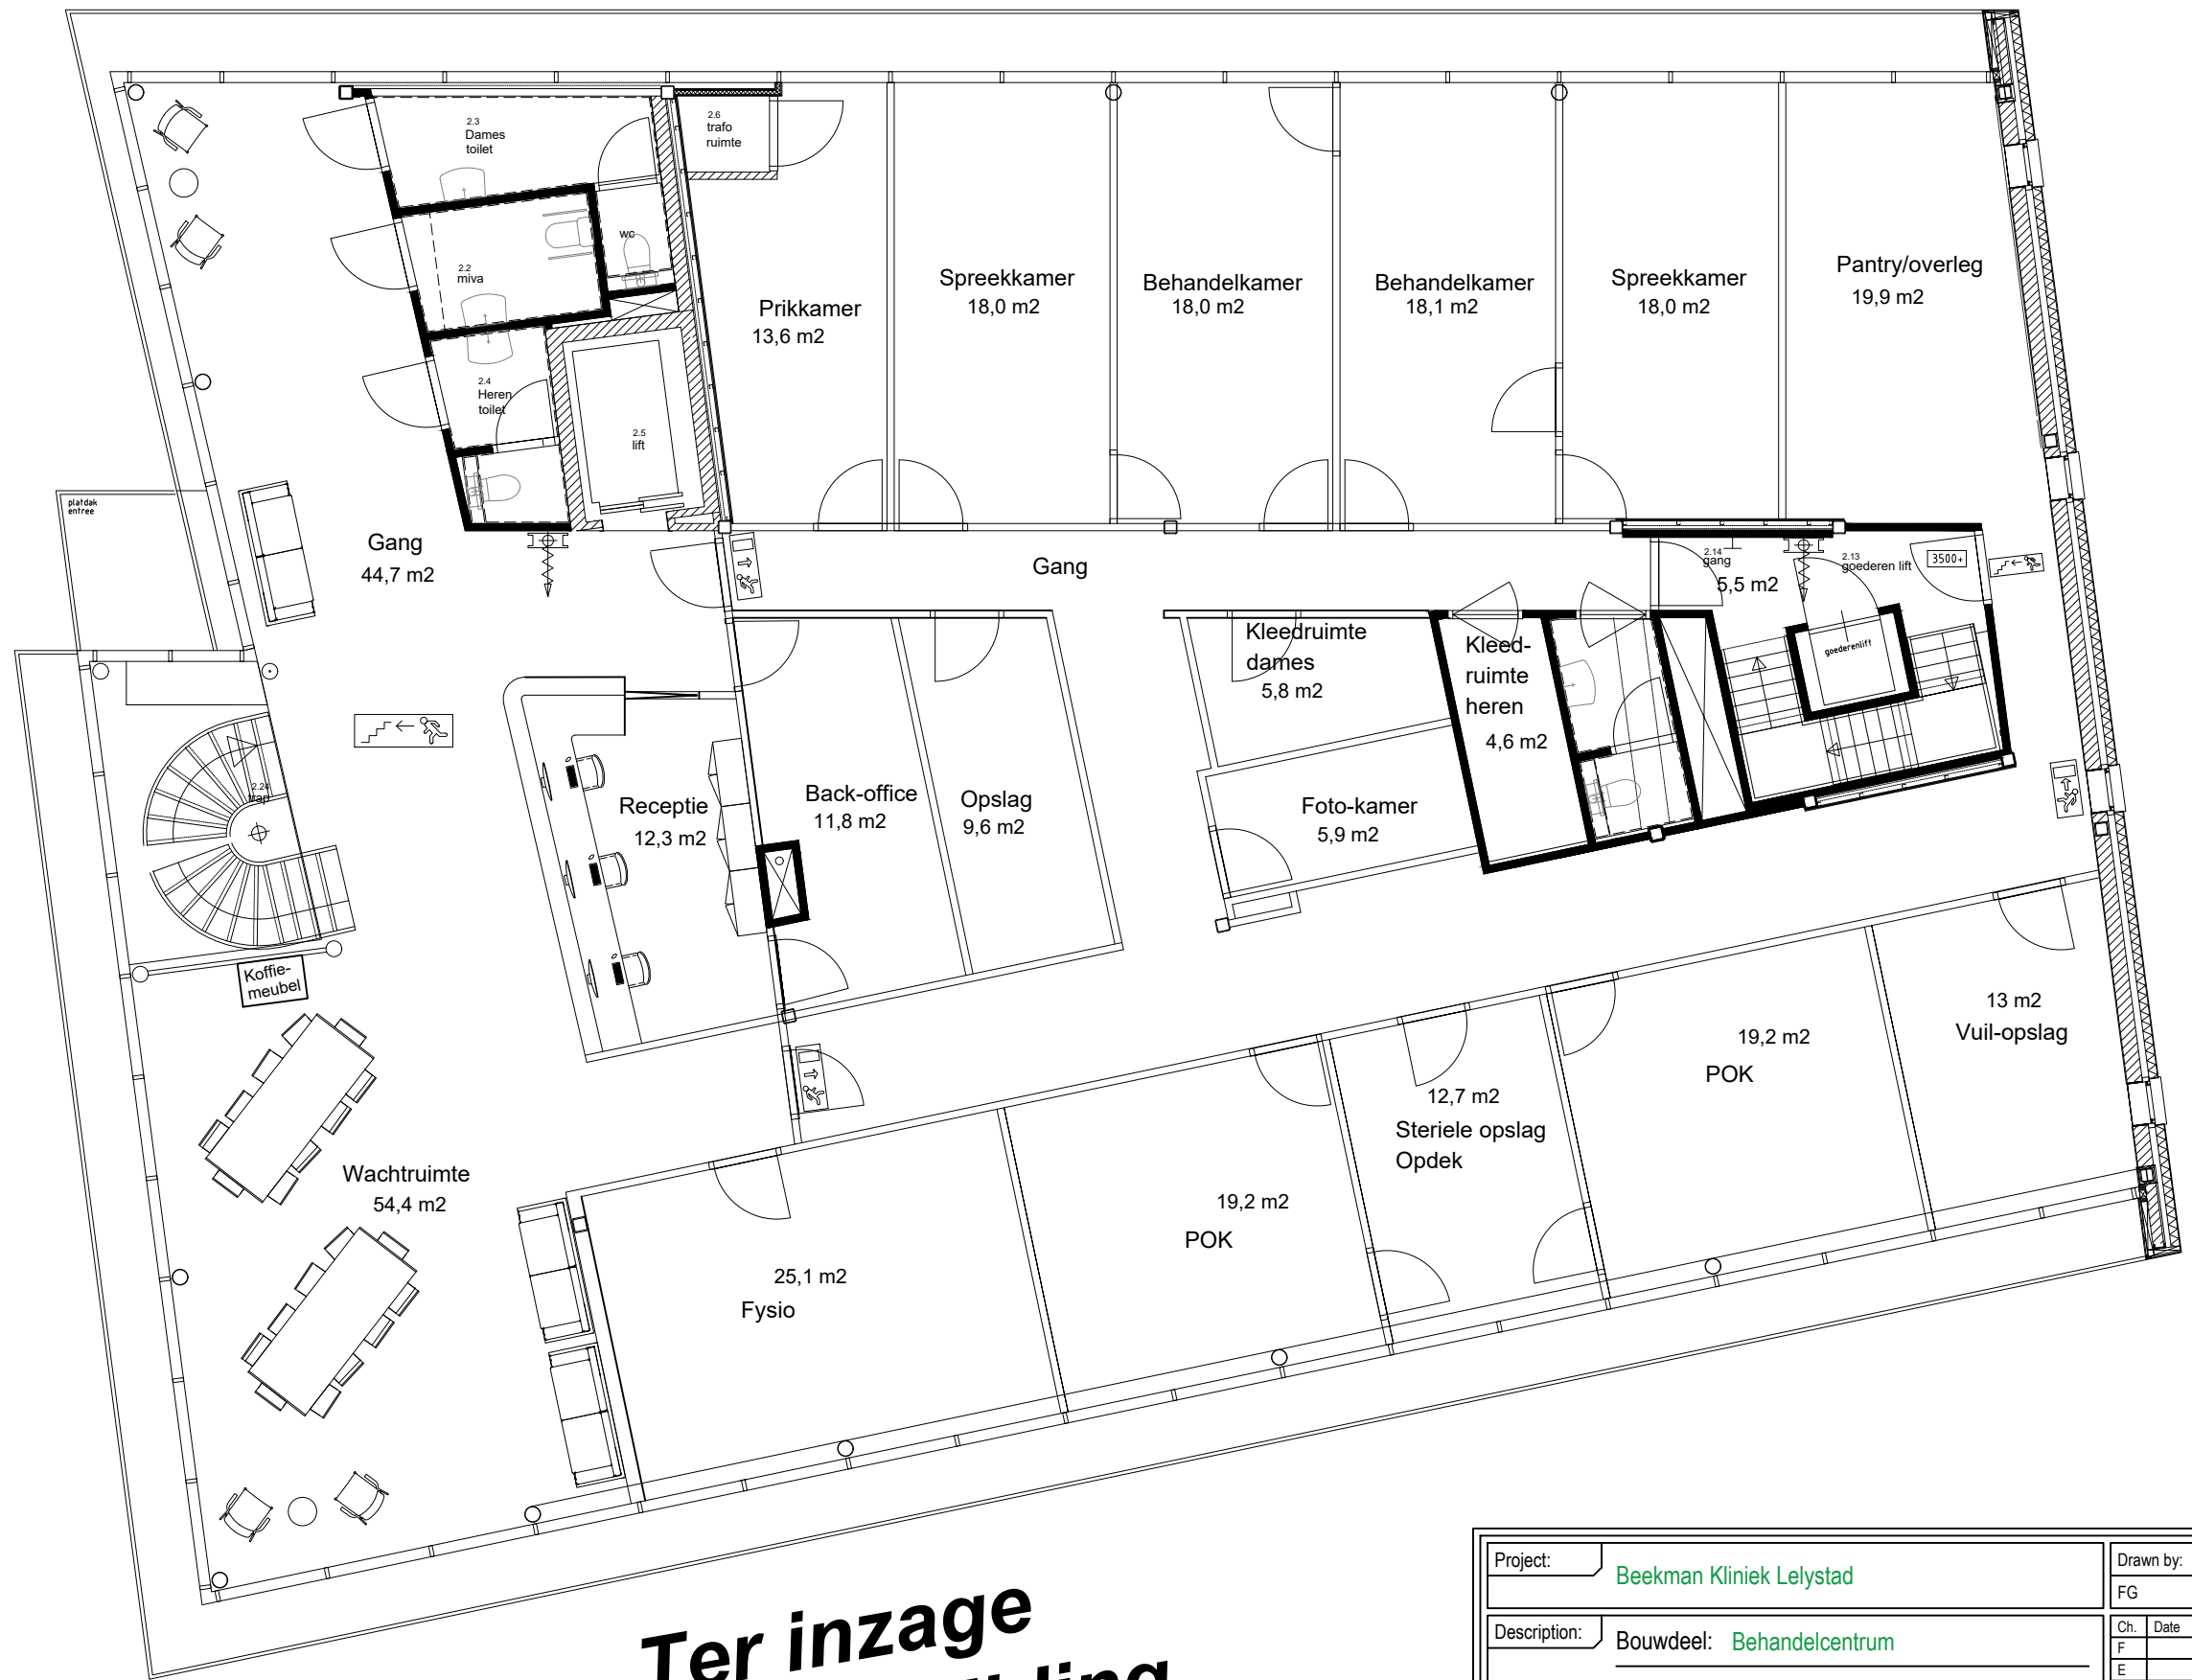 2.3
Dames
toilet
2.6
trafo
ruimte
wc
2.2
miva
2.4
Heren
toilet
2.5
lift
Prikkamer
13,6 m2
Spreekkamer
18,0 m2
Behandelkamer
18,0 m2
Behandelkamer
18,1 m2
Spreekkamer
18,0 m2
Pantry/overleg
19,9 m2
platdak
entree
Gang
44,7 m2
Gang
2.14
gang
5,5 m2
2.13
goederen lift
3500+
goederenlift
Kleedruimte
dames
5,8 m2
Kleed-
ruimte
heren
4,6 m2
2.24
trap
Receptie
12,3 m2
Back-office
11,8 m2
Opslag
9,6 m2
Foto-kamer
5,9 m2
Koffie-
meubel
13 m2
Vuil-opslag
19,2 m2
POK
12,7 m2
Steriele opslag
Opdek
Wachtruimte
54,4 m2
19,2 m2
POK
25,1 m2
Fysio
Ter inzage
Project:
Beekman Kliniek Lelystad
Drawn by:
FG
Description:
Bouwdeel: Behandelcentrum
Ch. Date
F
E